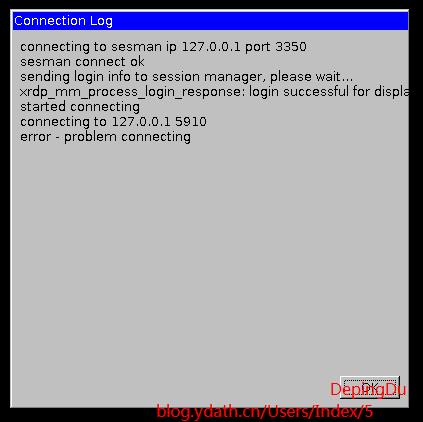 Connection Log
connecting to sesman ip 127.0.0.1 port 3350
sesman connect ok
sending login info to session manager, please wait...
xrdp_mm_process_login_response: login successful for displa
started connecting
connecting to 127.0.0.1 5910
error - problem connecting
OK
DepingDu
blog.ydath.cn/Users/Index/5